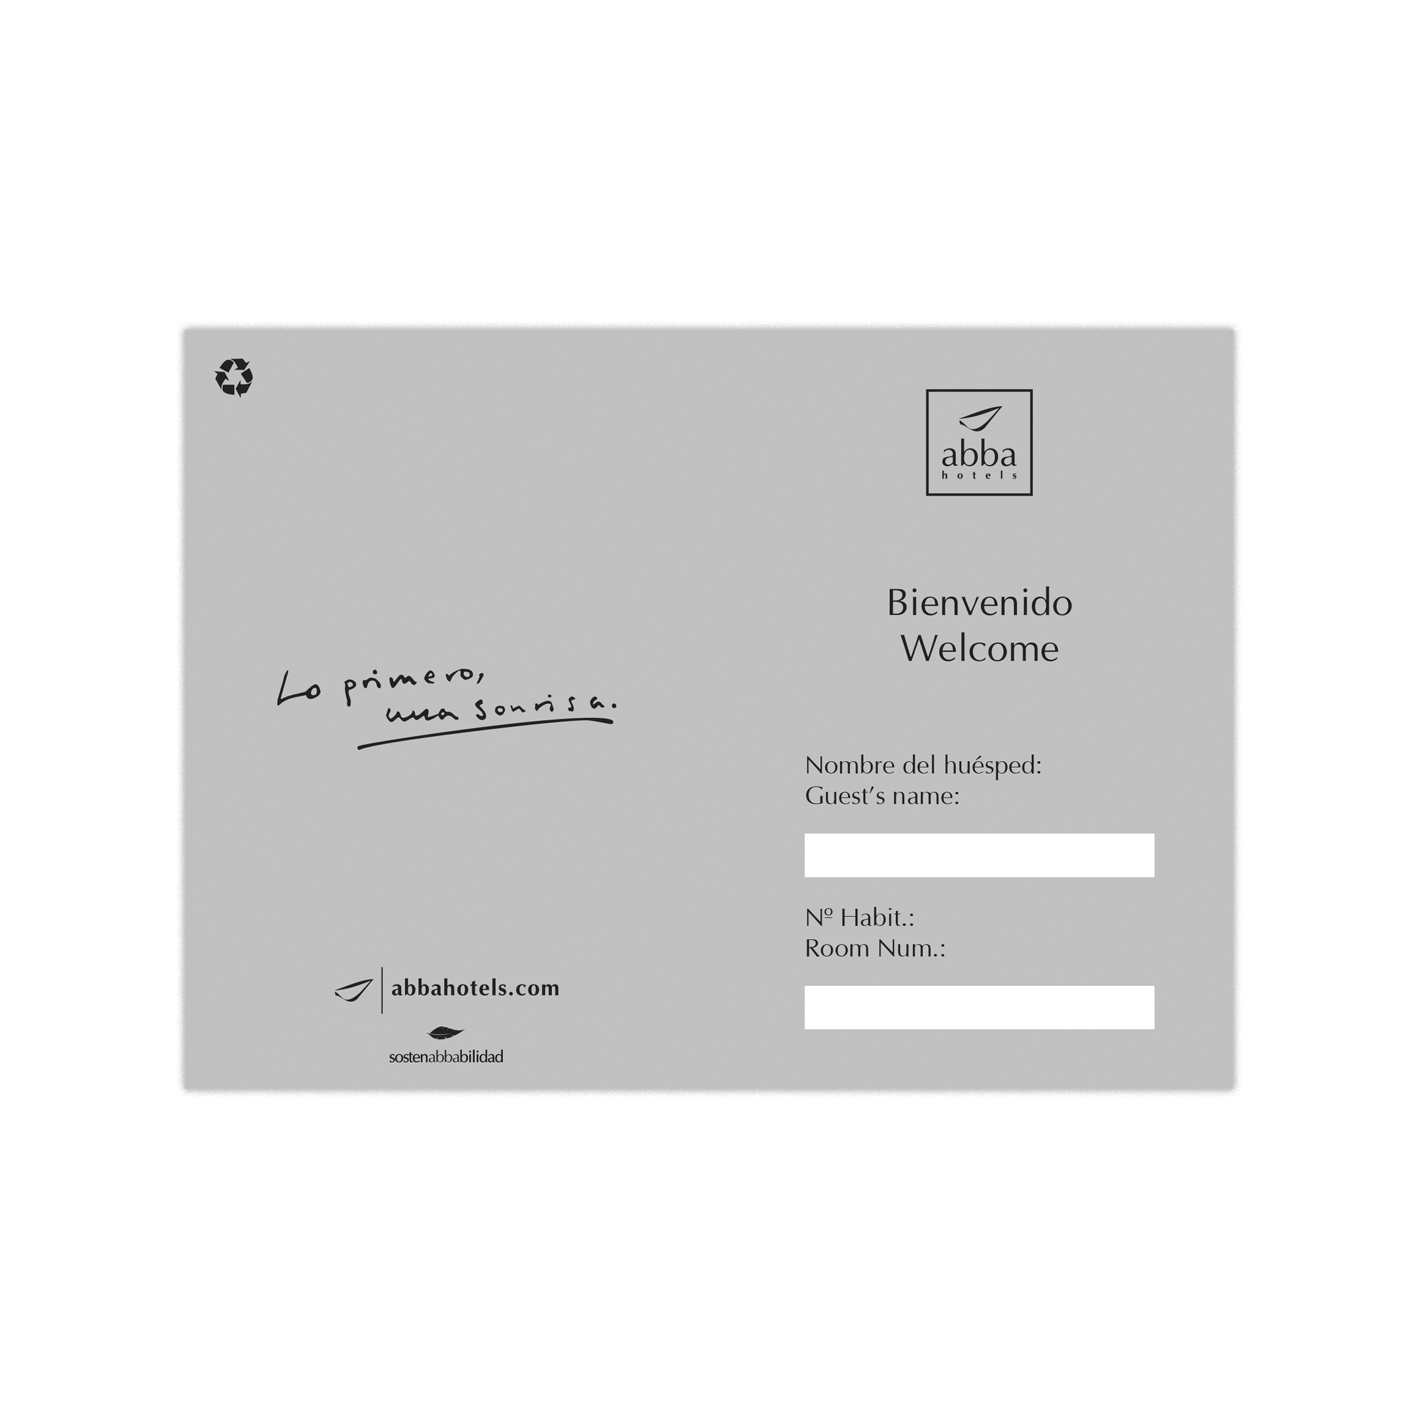 Lo primero,
una sonrisa.
abbahotels.com
sostenabbabilidad
abba
hotels
Bienvenido
Welcome
Nombre del huésped:
Guest’s name:
Nº Habit.:
Room Num.: